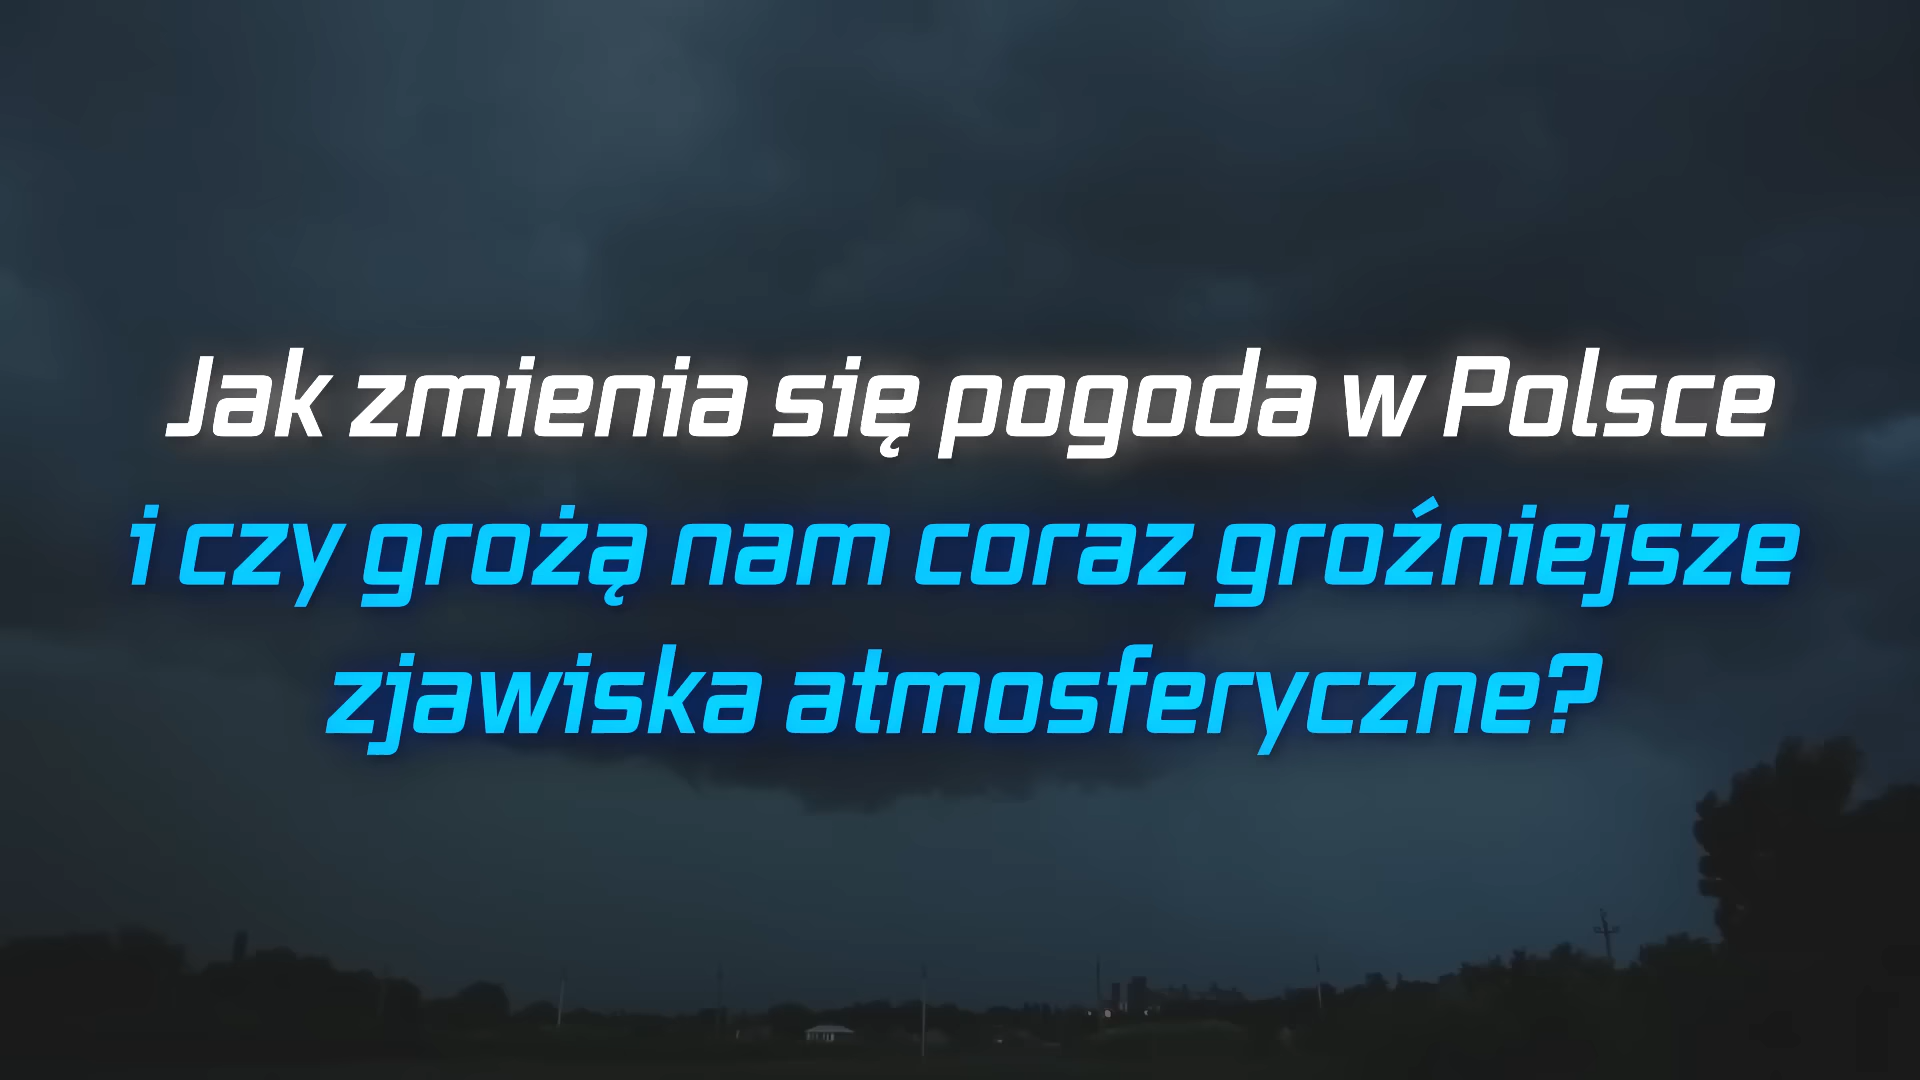 Jak zmienia się pogoda w Polsce
i czy grożą nam coraz groźniejsze
zjawiska atmosferyczne?